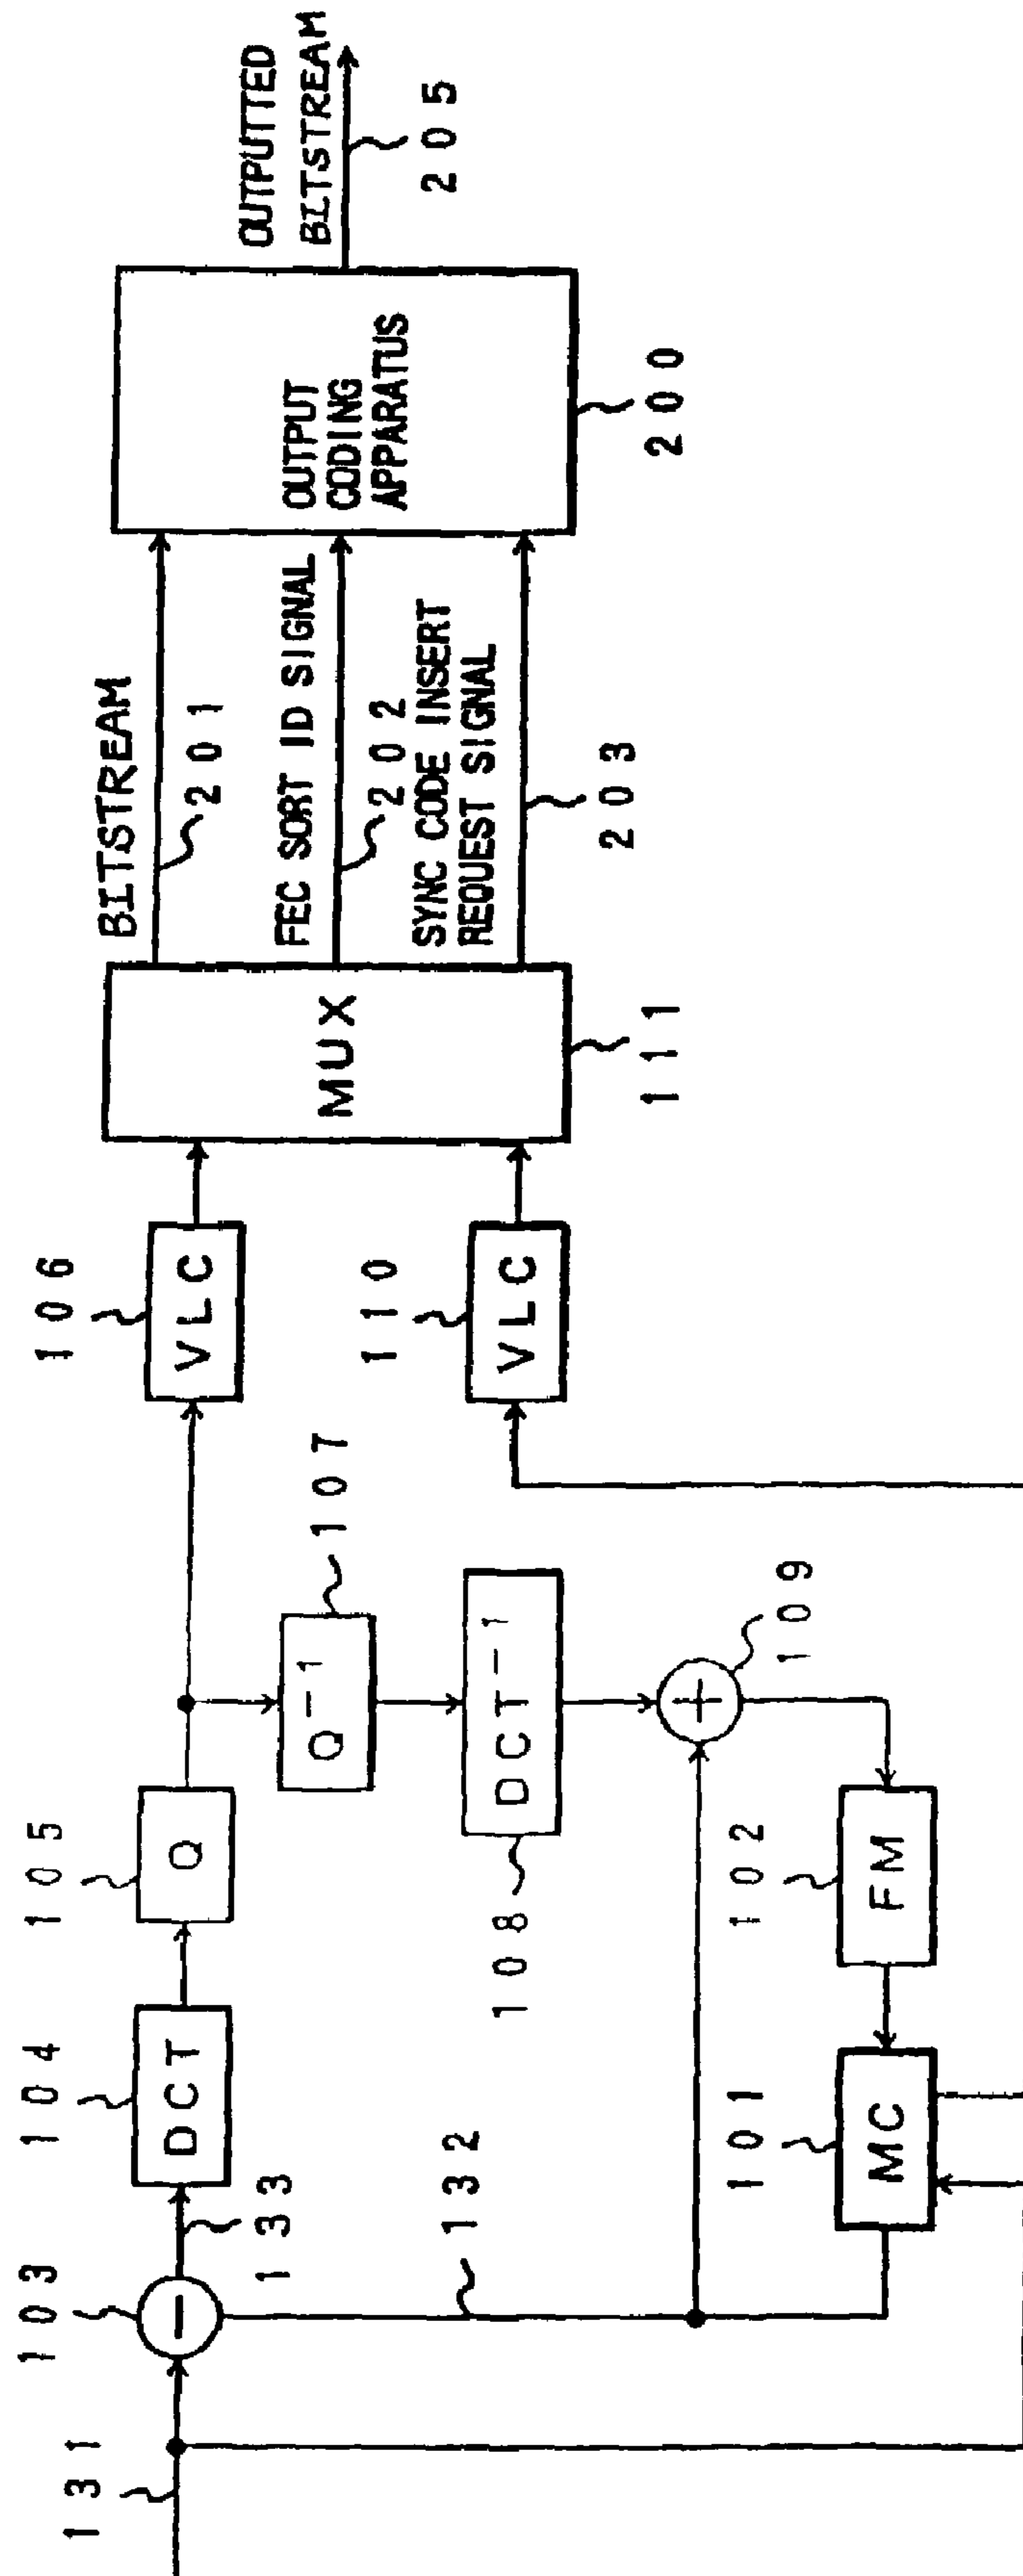 131
103
133
132
104
DCT
105
Q
107
Q⁻¹
108
DCT⁻¹
109
102
FM
101
MC
106
VLC
110
VLC
MUX
111
BITSTREAM
201
FEC SORT ID SIGNAL
202
SYNC CODE INSERT
REQUEST SIGNAL
203
OUTPUT
CODING
APPARATUS
200
OUTPUTTED
BITSTREAM
205